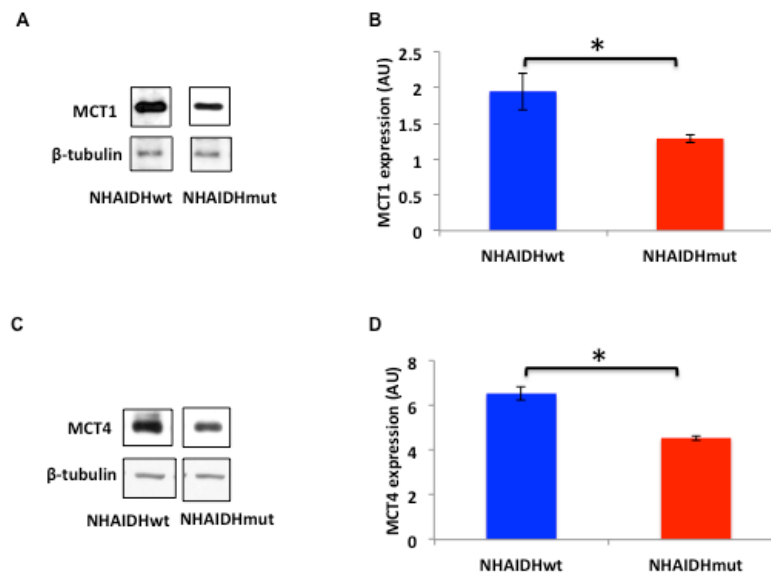 A
MCT1
β-tubulin
NHAIDHwt NHAIDHmut
B
MCT1 expression (AU)
2.5
2
1.5
1
0.5
0
*
NHAIDHwt NHAIDHmut
C
MCT4
β-tubulin
NHAIDHwt NHAIDHmut
D
MCT4 expression (AU)
8
6
4
2
0
*
NHAIDHwt NHAIDHmut